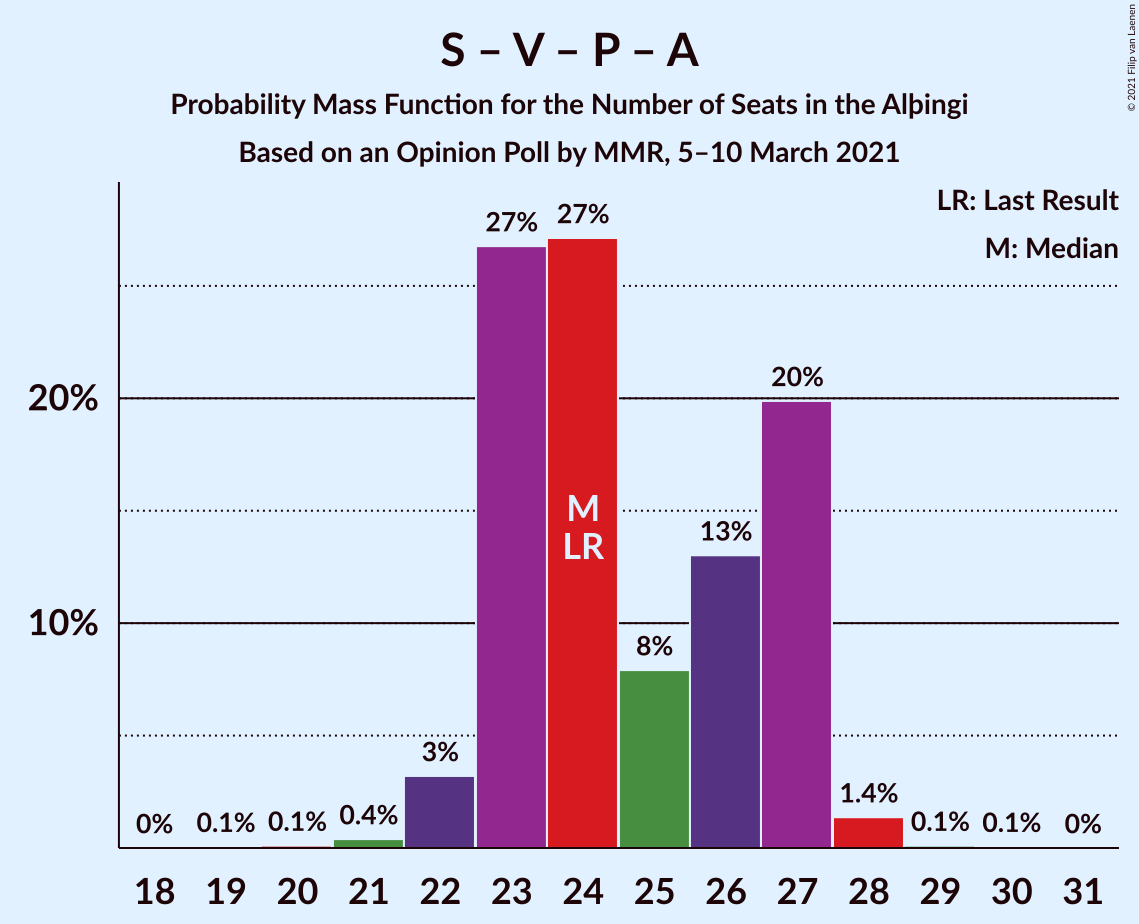 S – V – P – A
Probability Mass Function for the Number of Seats in the Alþingi
Based on an Opinion Poll by MMR, 5–10 March 2021
© 2021 Filip van Laenen
LR: Last Result
M: Median
27%
27%
20%
20%
13%
M
LR
10%
8%
3%
0%
0.1%
0.1%
0.4%
1.4%
0.1%
0.1%
0%
18 19 20 21 22 23 24 25 26 27 28 29 30 31